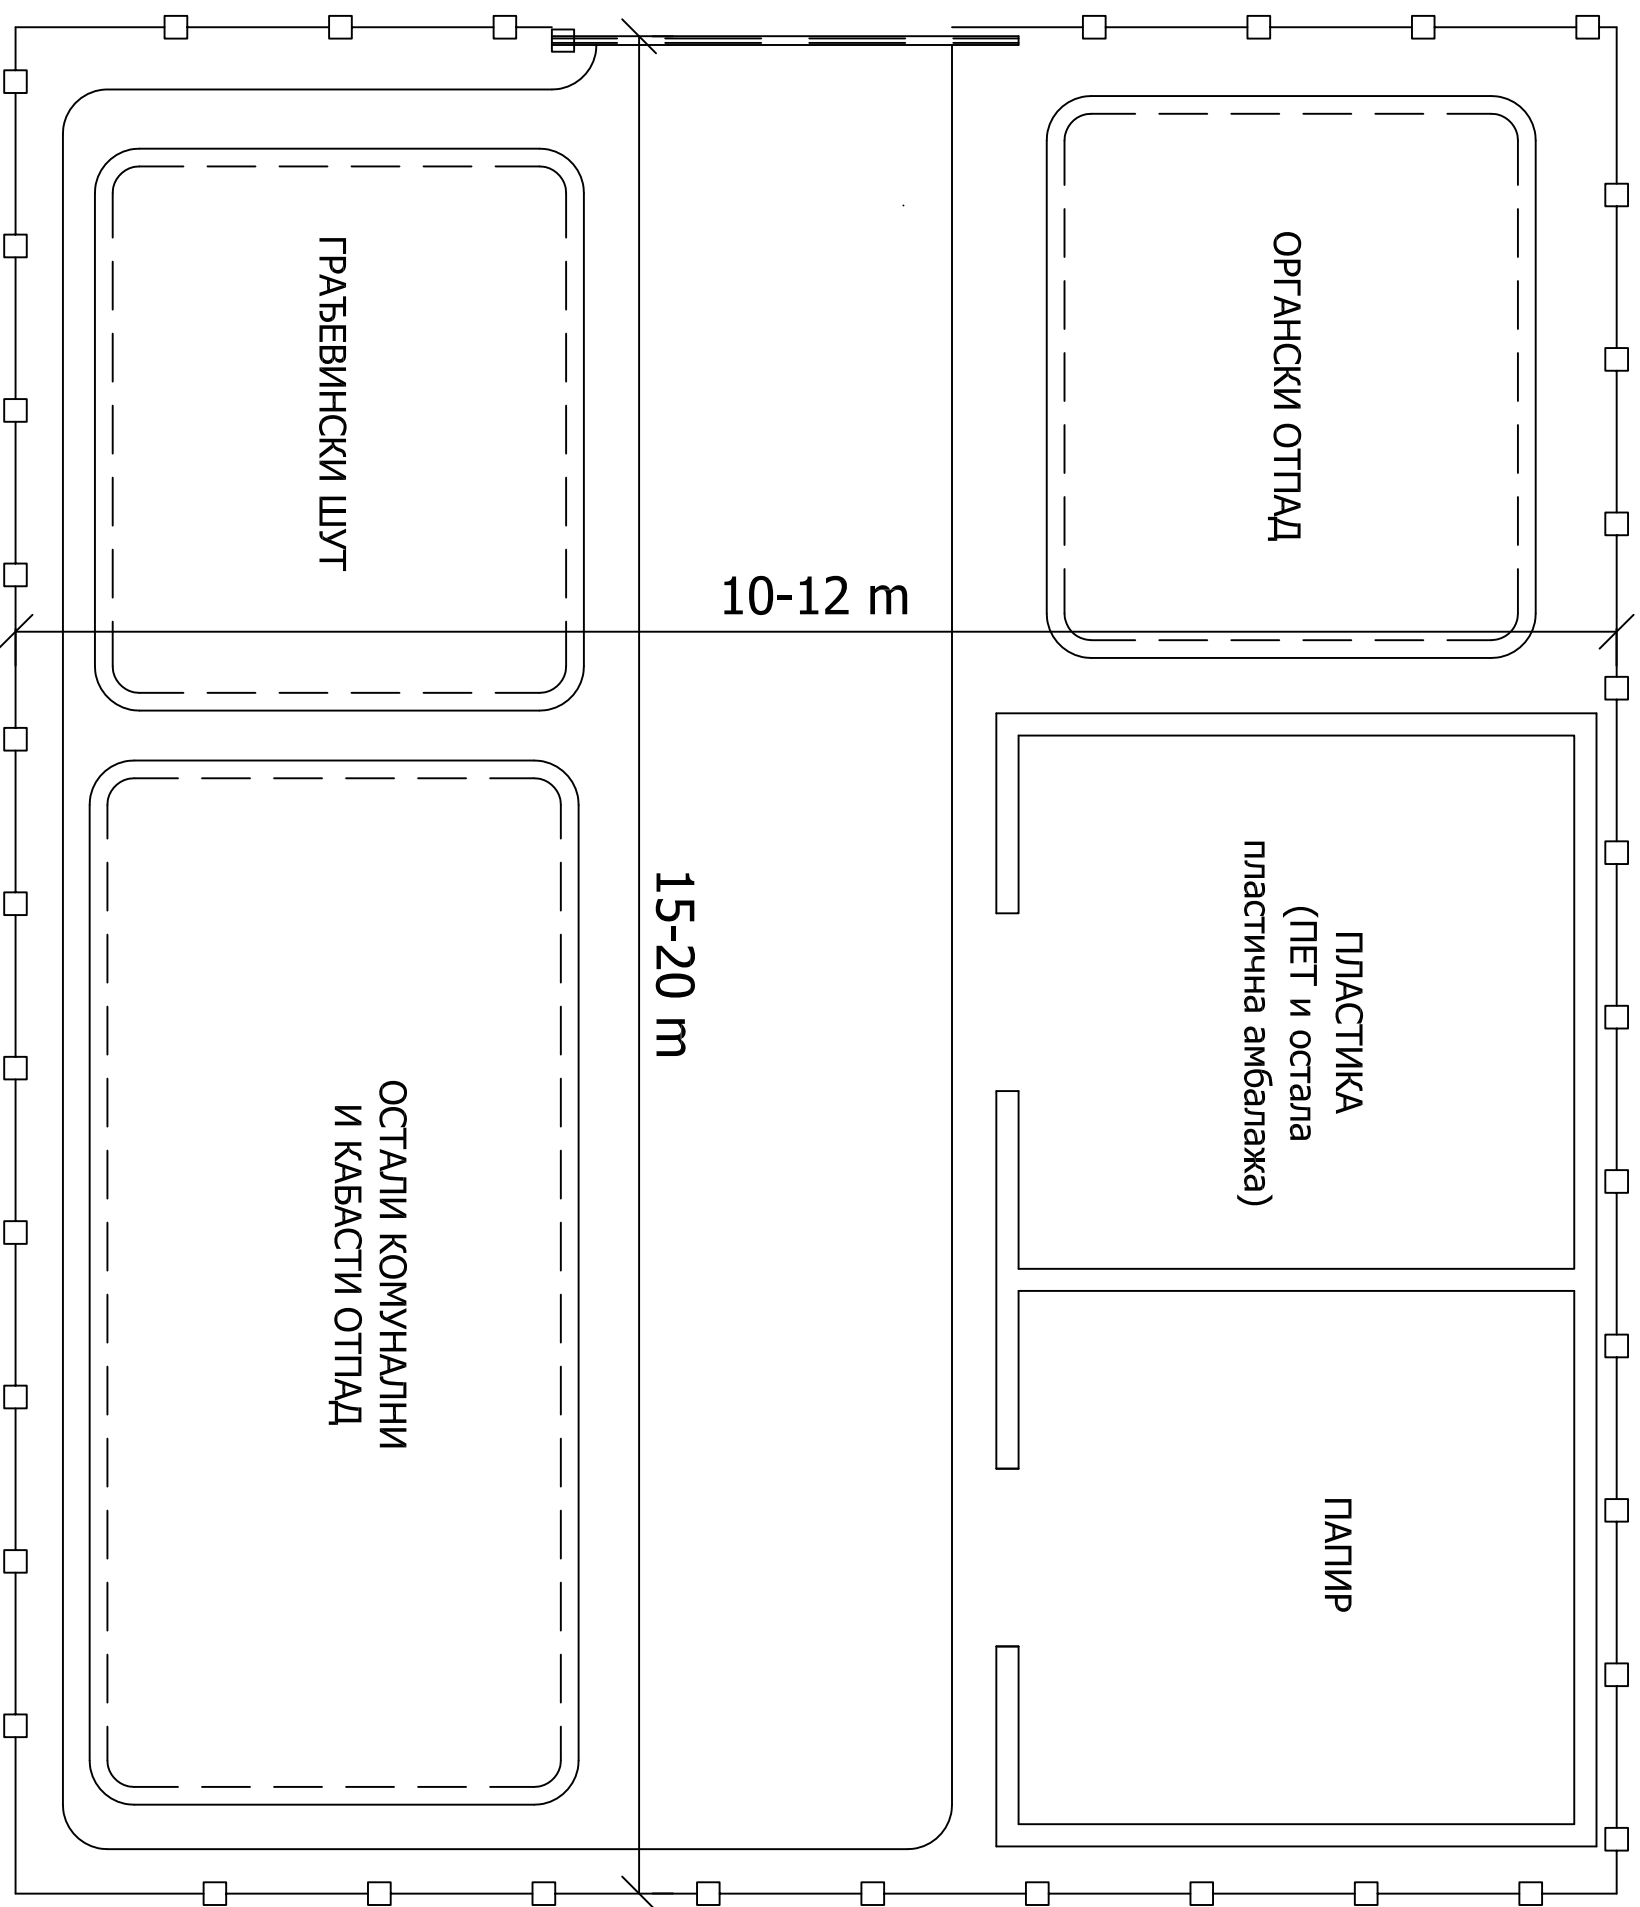 ГРАЂЕВИНСКИ ШУТ
ОРГАНСКИ ОТПАД
10-12 m
15-20 m
ПЛАСТИКА
(ПЕТ и остала
пластична амбалажа)
ОСТАЛИ КОМУНАЛНИ
И КАБАСТИ ОТПАД
ПАПИР